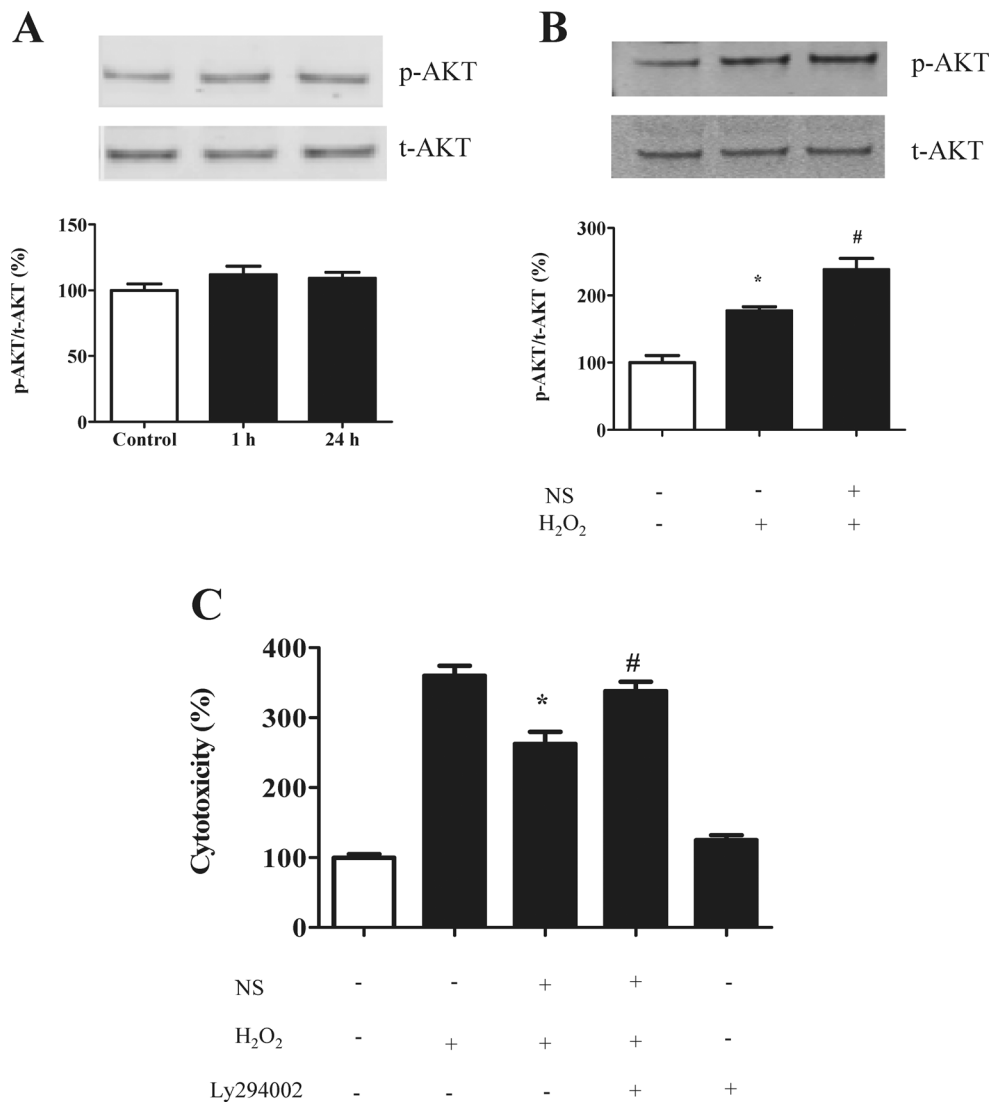 A
p-AKT
t-AKT
p-AKT/t-AKT (%)
150
100
50
0
Control 1 h 24 h
B
p-AKT
t-AKT
p-AKT/t-AKT (%)
300
200
100
0
*
#
NS - - +
H₂O₂ - + +
C
Cytotoxicity (%)
400
300
200
100
0
*
#
NS - - + + -
H₂O₂ - + + + -
Ly294002 - - - + +